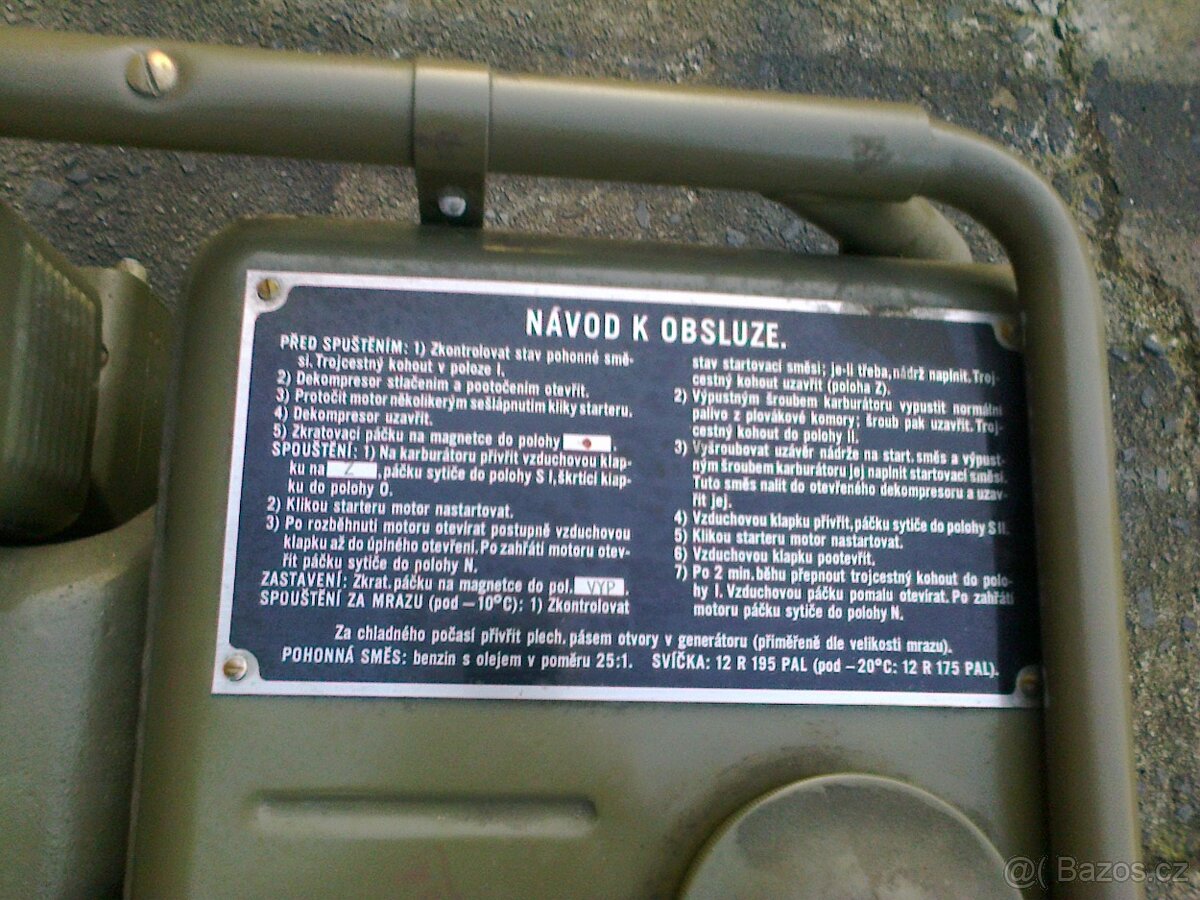 NÁVOD K OBSLUZE.
PŘED SPUŠTĚNÍM: 1) Zkontrolovat stav pohonné smě-
si. Trojcestný kohout v poloze I.
2) Dekompresor stlačením a pootočením otevřít.
3) Protočit motor několikerým sešlápnutím kliky starteru.
4) Dekompresor uzavřít.
5) Zkratovací páčku na magnetce do polohy .
SPOUŠTĚNÍ: 1) Na karburátoru přivřít vzduchovou klap-
ku na Z , páčku sytiče do polohy S I, škrtící klap-
ku do polohy O.
2) Klikou starteru motor nastartovat.
3) Po rozběhnutí motoru otevírat postupně vzduchovou
klapku až do úplného otevření. Po zahřátí motoru otev-
řít páčku sytiče do polohy N.
ZASTAVENÍ: Zkrat. páčku na magnetce do pol. VYP .
SPOUŠTĚNÍ ZA MRAZU (pod –10°C): 1) Zkontrolovat
stav startovací směsi; je-li třeba, nádrž naplnit. Troj-
cestný kohout uzavřít (poloha Z).
2) Výpustným šroubem karburátoru vypustit normální
palivo z plovákové komory; šroub pak uzavřít. Troj-
cestný kohout do polohy II.
3) Vyšroubovat uzávěr nádrže na start. směs a výpust-
ným šroubem karburátoru jej naplnit startovací směsí.
Tuto směs nalít do otevřeného dekompresoru a uzav-
řít jej.
4) Vzduchovou klapku přivřít, páčku sytiče do polohy S II.
5) Klikou starteru motor nastartovat.
6) Vzduchovou klapku pootevřít.
7) Po 2 min. běhu přepnout trojcestný kohout do polo-
hy I. Vzduchovou páčku pomalu otevírat. Po zahřátí
motoru páčku sytiče do polohy N.
Za chladného počasí přivřít plech. pásem otvory v generátoru (přiměřeně dle velikosti mrazu).
POHONNÁ SMĚS: benzin s olejem v poměru 25:1. SVÍČKA: 12 R 195 PAL (pod –20°C: 12 R 175 PAL).
@( Bazos.cz